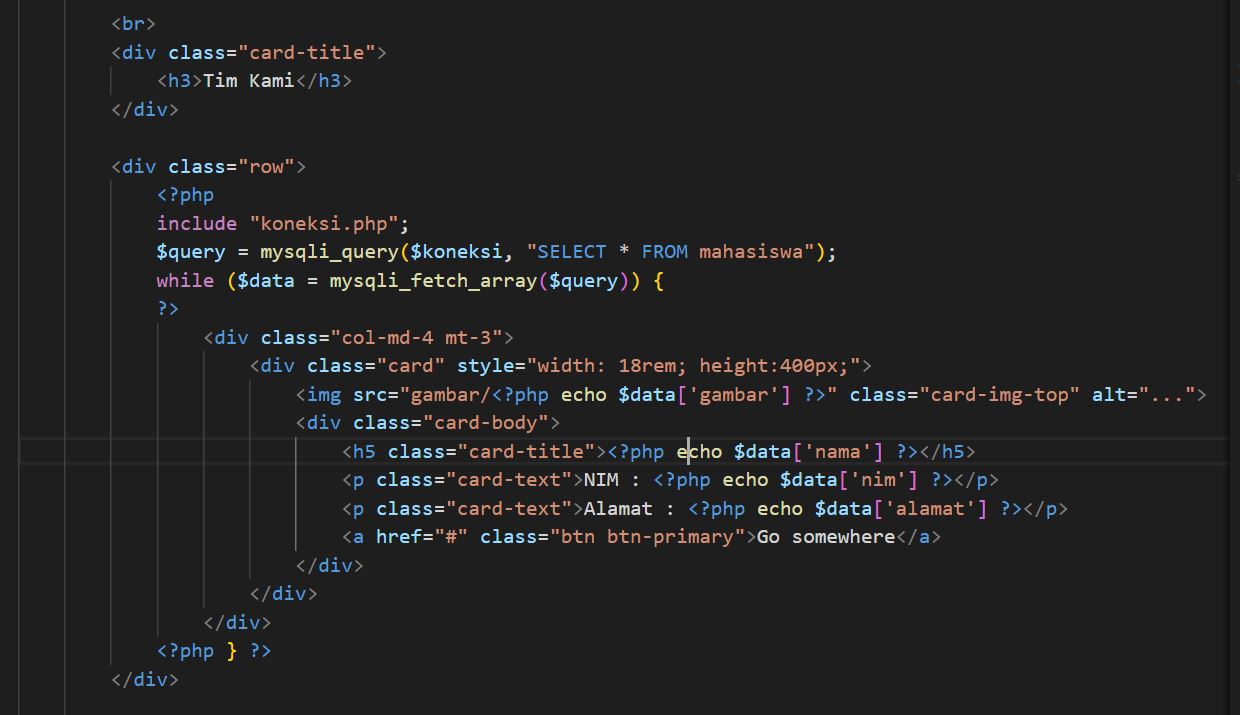 <br>
<div class="card-title">
<h3>Tim Kami</h3>
</div>
<div class="row">
<?php
include "koneksi.php";
$query = mysqli_query($koneksi, "SELECT * FROM mahasiswa");
while ($data = mysqli_fetch_array($query)) {
?>
<div class="col-md-4 mt-3">
<div class="card" style="width: 18rem; height:400px;">
<img src="gambar/<?php echo $data['gambar'] ?>" class="card-img-top" alt="...">
<div class="card-body">
<h5 class="card-title"><?php echo $data['nama'] ?></h5>
<p class="card-text">NIM : <?php echo $data['nim'] ?></p>
<p class="card-text">Alamat : <?php echo $data['alamat'] ?></p>
<a href="#" class="btn btn-primary">Go somewhere</a>
</div>
</div>
</div>
<?php } ?>
</div>